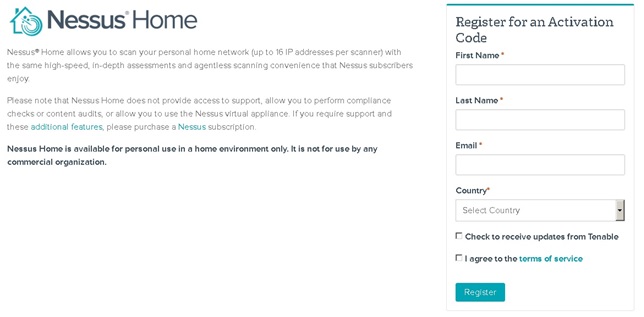 Nessus® Home
Nessus® Home allows you to scan your personal home network (up to 16 IP addresses per scanner) with
the same high-speed, in-depth assessments and agentless scanning convenience that Nessus subscribers
enjoy.
Please note that Nessus Home does not provide access to support, allow you to perform compliance
checks or content audits, or allow you to use the Nessus virtual appliance. If you require support and
these additional features, please purchase a Nessus subscription.
Nessus Home is available for personal use in a home environment only. It is not for use by any
commercial organization.
Register for an Activation
Code
First Name *
Last Name *
Email *
Country*
Select Country
Check to receive updates from Tenable
I agree to the terms of service
Register